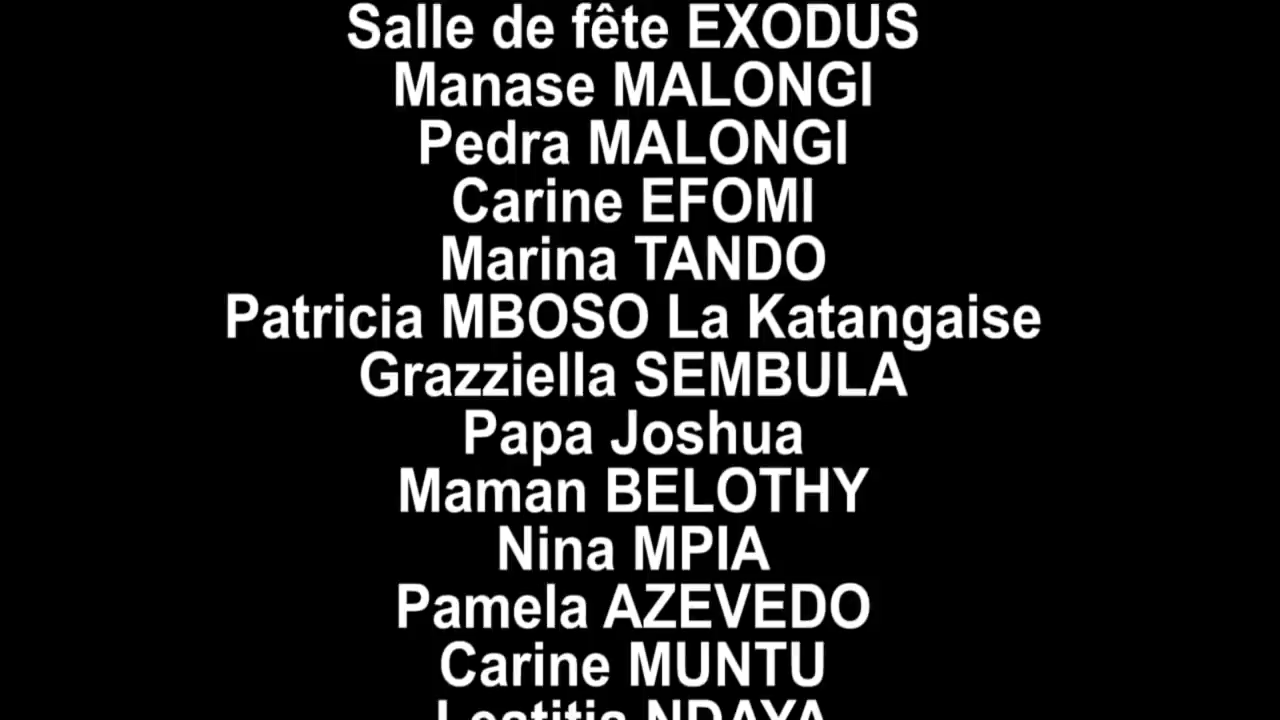 Salle de fête EXODUS
Manase MALONGI
Pedra MALONGI
Carine EFOMI
Marina TANDO
Patricia MBOSO La Katangaise
Grazziella SEMBULA
Papa Joshua
Maman BELOTHY
Nina MPIA
Pamela AZEVEDO
Carine MUNTU
NDAYA